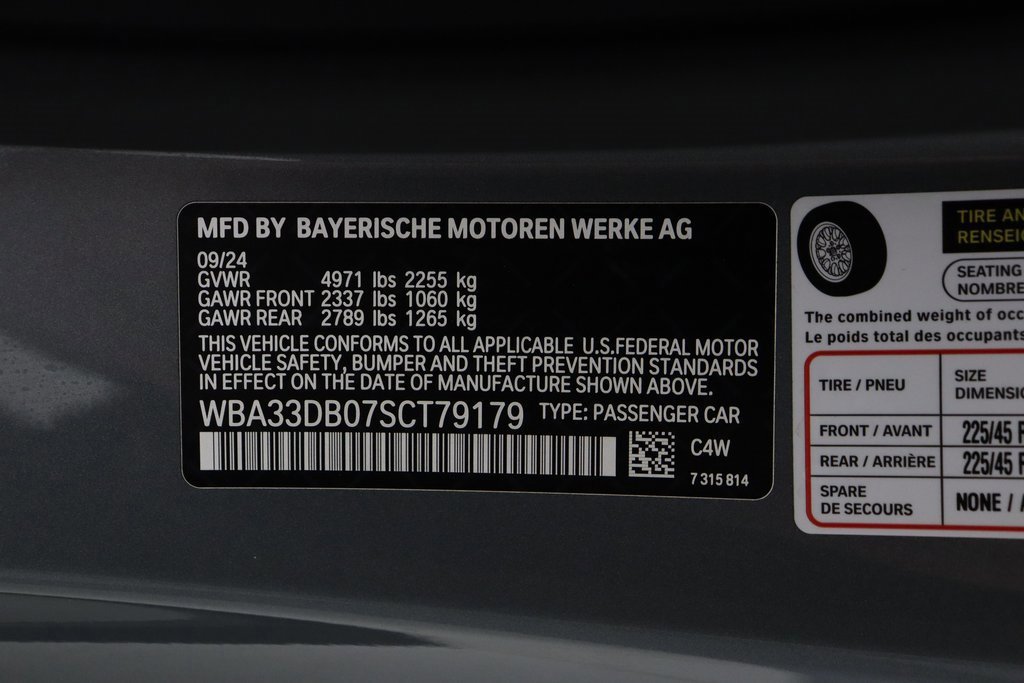 MFD BY BAYERISCHE MOTOREN WERKE AG
09/24
GVWR 4971 lbs 2255 kg
GAWR FRONT 2337 lbs 1060 kg
GAWR REAR 2789 lbs 1265 kg
THIS VEHICLE CONFORMS TO ALL APPLICABLE U.S.FEDERAL MOTOR
VEHICLE SAFETY, BUMPER AND THEFT PREVENTION STANDARDS
IN EFFECT ON THE DATE OF MANUFACTURE SHOWN ABOVE.
WBA33DB07SCT79179 TYPE: PASSENGER CAR
C4W
7 315 814
TIRE AN
RENSEI
SEATING
NOMBRE
The combined weight of occ
Le poids total des occupants
TIRE / PNEU SIZE
DIMENSIO
FRONT / AVANT 225/45 R
REAR / ARRIÈRE 225/45 R
SPARE
DE SECOURS NONE / A